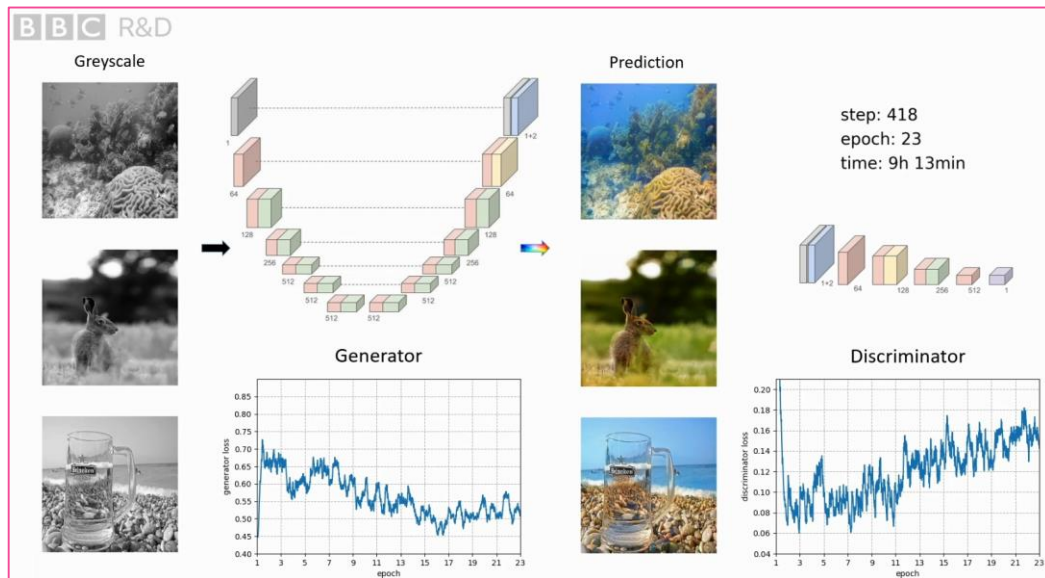 BBC R&D
Greyscale
Prediction
step: 418
epoch: 23
time: 9h 13min
1
64
128
256
512
512
512
512
512
512
256
128
64
1+2
1+2
64
128
256
512
1
Generator
generator loss
0.85
0.80
0.75
0.70
0.65
0.60
0.55
0.50
0.45
0.40
1 3 5 7 9 11 13 15 17 19 21 23
epoch
Discriminator
discriminator loss
0.20
0.18
0.16
0.14
0.12
0.10
0.08
0.06
0.04
1 3 5 7 9 11 13 15 17 19 21 23
epoch